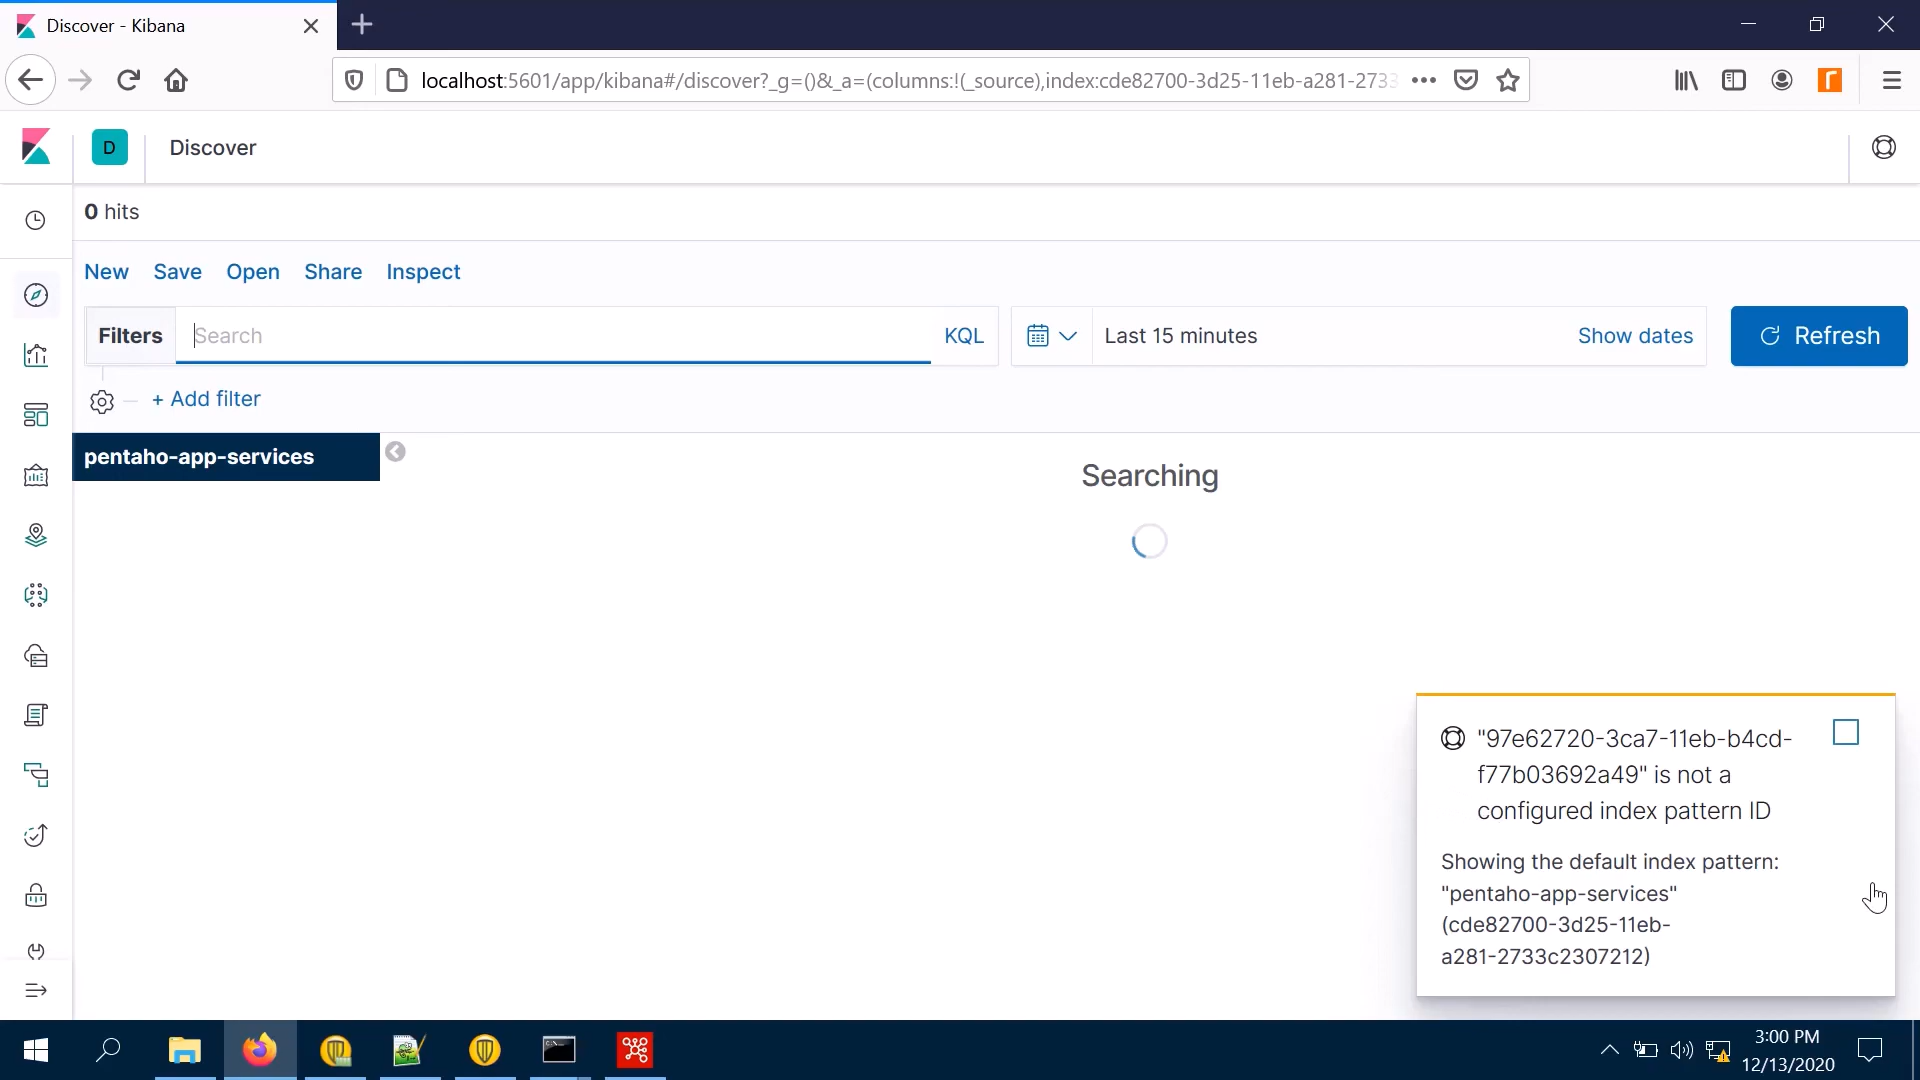 Discover - Kibana
localhost:5601/app/kibana#/discover?_g=()&_a=(columns:!(_source),index:cde82700-3d25-11eb-a281-2733
D
Discover
0 hits
New Save Open Share Inspect
Filters Search KQL Last 15 minutes Show dates Refresh
+ Add filter
pentaho-app-services
Searching
"97e62720-3ca7-11eb-b4cd-
f77b03692a49" is not a
configured index pattern ID
Showing the default index pattern:
"pentaho-app-services"
(cde82700-3d25-11eb-
a281-2733c2307212)
3:00 PM
12/13/2020